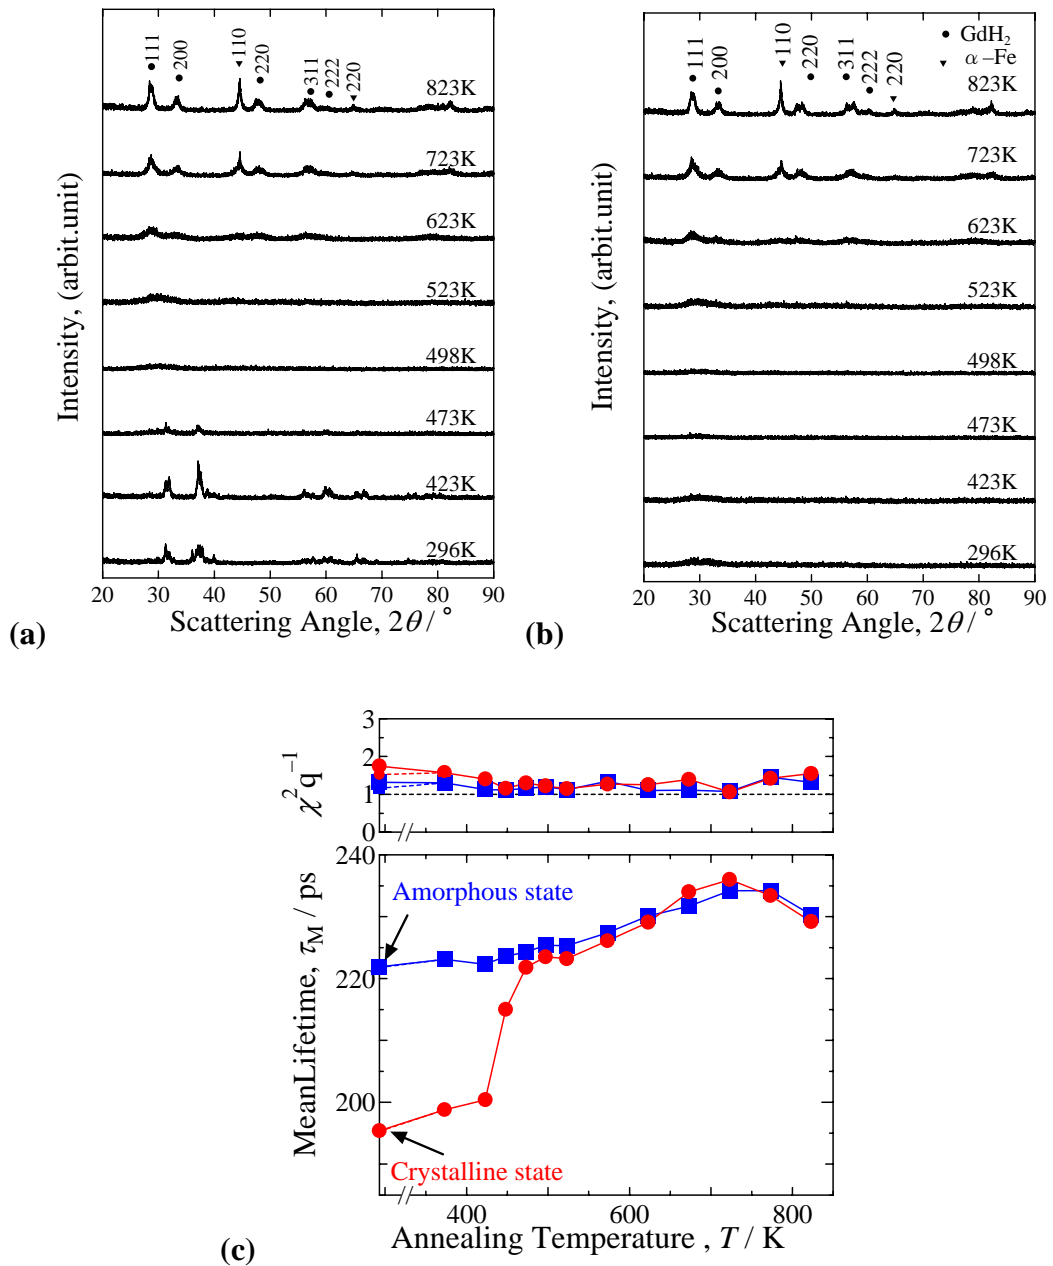 111
200
110
220
311
222
220
823K
723K
623K
523K
498K
473K
423K
296K
Intensity, (arbit.unit)
20 30 40 50 60 70 80 90
Scattering Angle, 2θ / °
(a)
111
200
110
220
311
222
220
● GdH₂
▼ α−Fe
823K
723K
623K
523K
498K
473K
423K
296K
Intensity, (arbit.unit)
20 30 40 50 60 70 80 90
Scattering Angle, 2θ / °
(b)
3
2
1
0
χ² q⁻¹
240
220
200
MeanLifetime, τ_M / ps
Amorphous state
Crystalline state
400 600 800
Annealing Temperature , T / K
(c)